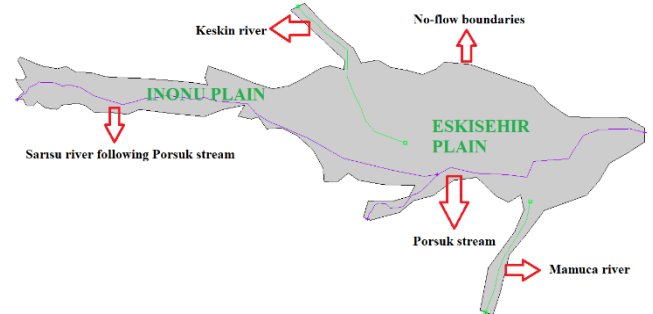 No-flow boundaries
Keskin river
INONU PLAIN
ESKISEHIR
PLAIN
Sarısu river following Porsuk stream
Porsuk stream
Mamuca river